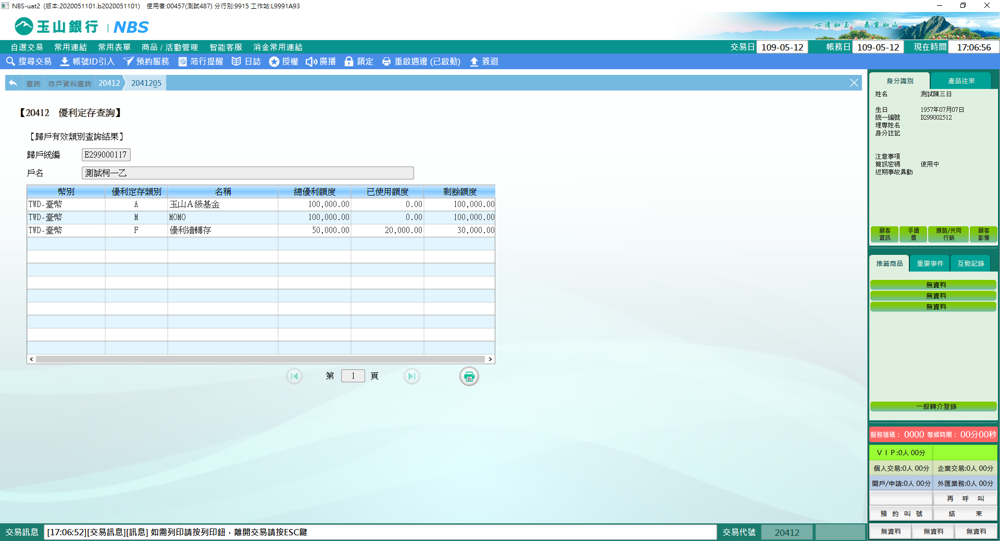 NBS-uat2 (版本:2020051101.b2020051101) 使用者:00457(測試487) 分行別:9915 工作站:L9991A93
玉山銀行 | NBS
心清如玉。義重如山。
自選交易 常用連結 常用表單 商品 / 活動管理 智能客服 消金常用連結
交易日 109-05-12 帳務日 109-05-12 現在時間 17:06:56
搜尋交易 帳號ID引入 預約服務 蒞行提醒 日誌 授權 廣播 鎖定 重啟週邊 (已啟動) 簽退
查詢 存戶資料查詢 20412 2041205
【20412 優利定存查詢】
【歸戶有效類別查詢結果】
歸戶統編 E299000117
戶名 測試柯一乙
幣別 優利定存類別 名稱 總優利額度 已使用額度 剩餘額度
TWD-臺幣 A 玉山A級基金 100,000.00 0.00 100,000.00
TWD-臺幣 M MOMO 100,000.00 0.00 100,000.00
TWD-臺幣 F 優利續轉存 50,000.00 20,000.00 30,000.00
第 1 頁
身分識別 產品往來
姓名 測試陳三日
生日 1957年07月07日
統一編號 D299002512
理專姓名
身分註記
注意事項
簡訊密碼 使用中
近期事故異動
顧客資訊 手續費 通路/共同行銷 顧客影像
推薦商品 重要事件 互動記錄
無資料
無資料
無資料
一般轉介登錄
服務號碼： 0000 等候時間： 00分00秒
ＶＩＰ:0人 00分
個人交易:0人 00分 企業交易:0人 00分
開戶/申請:0人 00分 外匯業務:0人 00分
再 呼 叫
預 約 叫 號 結 束
無資料 無資料 無資料
交易訊息 [17:06:52][交易訊息][訊息] 如需列印請按列印鈕，離開交易請按ESC鍵
交易代號 20412